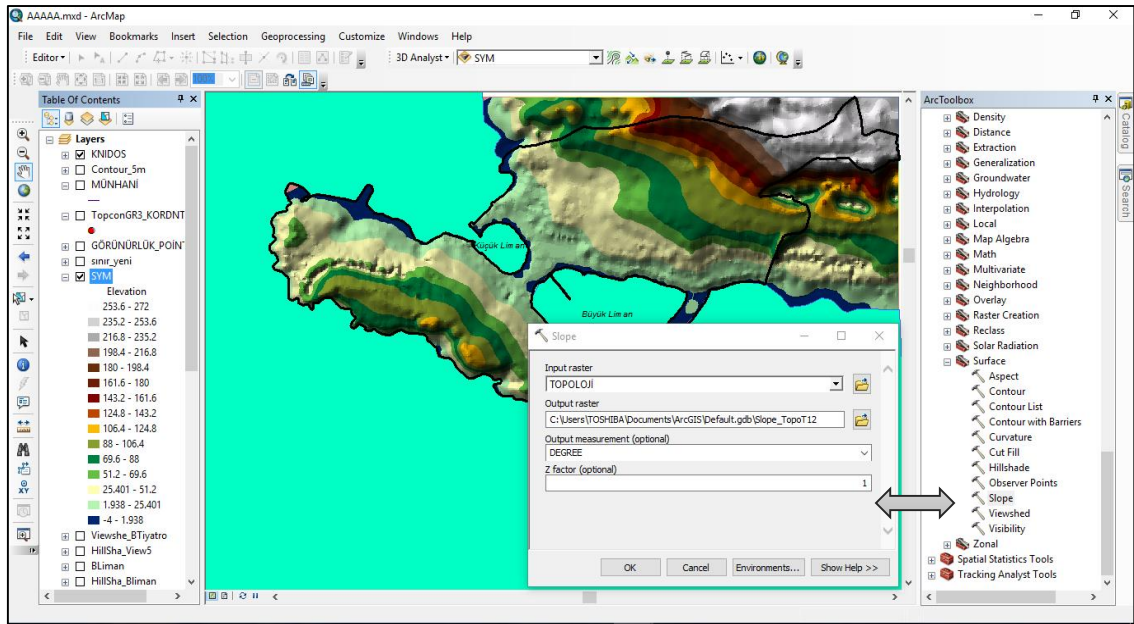 AAAAA.mxd - ArcMap
File Edit View Bookmarks Insert Selection Geoprocessing Customize Windows Help
Editor
3D Analyst
SYM
100%
Table Of Contents
Layers
KNIDOS
Contour_5m
MÜNHANİ
TopconGR3_KORDNT
GÖRÜNÜRLÜK_POİN
sınır_yeni
SYM
Elevation
253.6 - 272
235.2 - 253.6
216.8 - 235.2
198.4 - 216.8
180 - 198.4
161.6 - 180
143.2 - 161.6
124.8 - 143.2
106.4 - 124.8
88 - 106.4
69.6 - 88
51.2 - 69.6
25.401 - 51.2
1.938 - 25.401
-4 - 1.938
Viewshe_BTiyatro
HillSha_View5
BLiman
HillSha_Bliman
Küçük Liman
Büyük Liman
Slope
Input raster
TOPOLOJİ
Output raster
C:\Users\TOSHIBA\Documents\ArcGIS\Default.gdb\Slope_TopoT12
Output measurement (optional)
DEGREE
Z factor (optional)
1
OK Cancel Environments... Show Help >>
ArcToolbox
Density
Distance
Extraction
Generalization
Groundwater
Hydrology
Interpolation
Local
Map Algebra
Math
Multivariate
Neighborhood
Overlay
Raster Creation
Reclass
Solar Radiation
Surface
Aspect
Contour
Contour List
Contour with Barriers
Curvature
Cut Fill
Hillshade
Observer Points
Slope
Viewshed
Visibility
Zonal
Spatial Statistics Tools
Tracking Analyst Tools
Catalog
Search